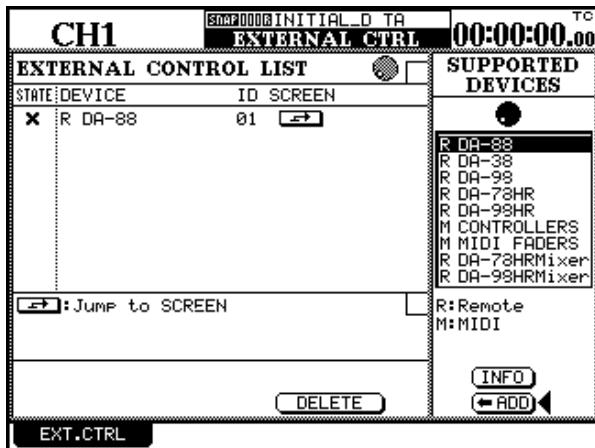 CH1
SNAP0000 INITIAL_D TA
EXTERNAL CTRL
TC
00:00:00.00
EXTERNAL CONTROL LIST
STATE DEVICE ID SCREEN
R DA-88 01
:Jump to SCREEN
DELETE
EXT.CTRL
SUPPORTED
DEVICES
R DA-88
R DA-38
R DA-98
R DA-78HR
R DA-98HR
M CONTROLLERS
M MIDI FADERS
R DA-78HRMixer
R DA-98HRMixer
R:Remote
M:MIDI
INFO
ADD